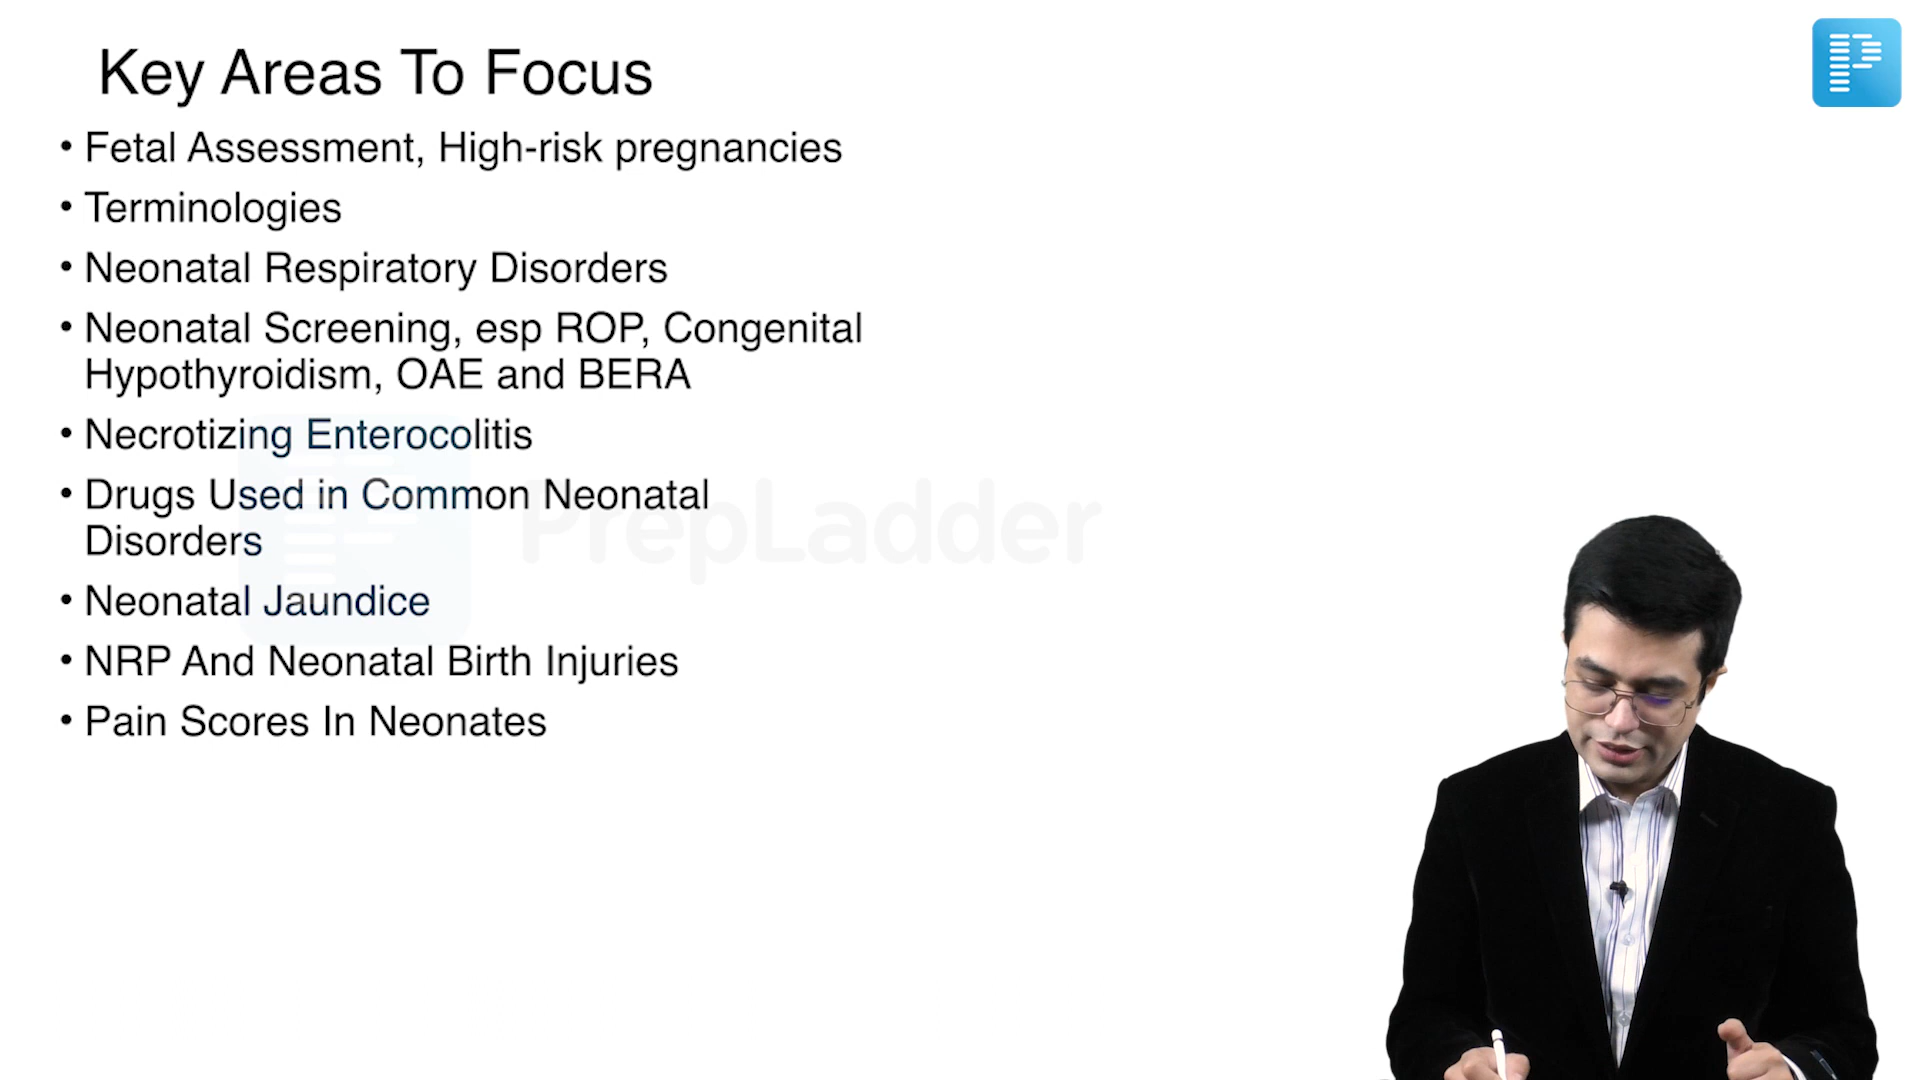 Key Areas To Focus
• Fetal Assessment, High-risk pregnancies
• Terminologies
• Neonatal Respiratory Disorders
• Neonatal Screening, esp ROP, Congenital
Hypothyroidism, OAE and BERA
• Necrotizing Enterocolitis
• Drugs Used in Common Neonatal
Disorders
• Neonatal Jaundice
• NRP And Neonatal Birth Injuries
• Pain Scores In Neonates
PrepLadder